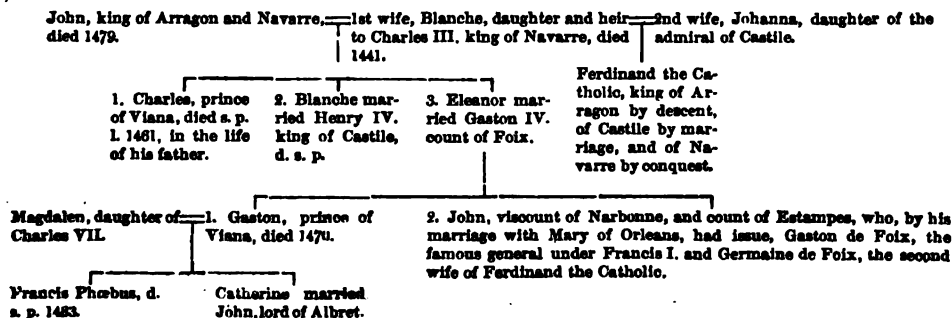 John, king of Arragon and Navarre,
died 1479.
1st wife, Blanche, daughter and heir
to Charles III. king of Navarre, died
1441.
2nd wife, Johanna, daughter of the
admiral of Castile.
1. Charles, prince
of Viana, died s. p.
l. 1461, in the life
of his father.
2. Blanche mar-
ried Henry IV.
king of Castile,
d. s. p.
3. Eleanor mar-
ried Gaston IV.
count of Foix.
Ferdinand the Ca-
tholic, king of Ar-
ragon by descent,
of Castile by mar-
riage, and of Na-
varre by conquest.
Magdalen, daughter of
Charles VII.
1. Gaston, prince of
Viana, died 1470.
2. John, viscount of Narbonne, and count of Estampes, who, by his
marriage with Mary of Orleans, had issue, Gaston de Foix, the
famous general under Francis I. and Germaine de Foix, the second
wife of Ferdinand the Catholic.
Francis Phœbus, d.
s. p. 1483.
Catharine married
John, lord of Albret.